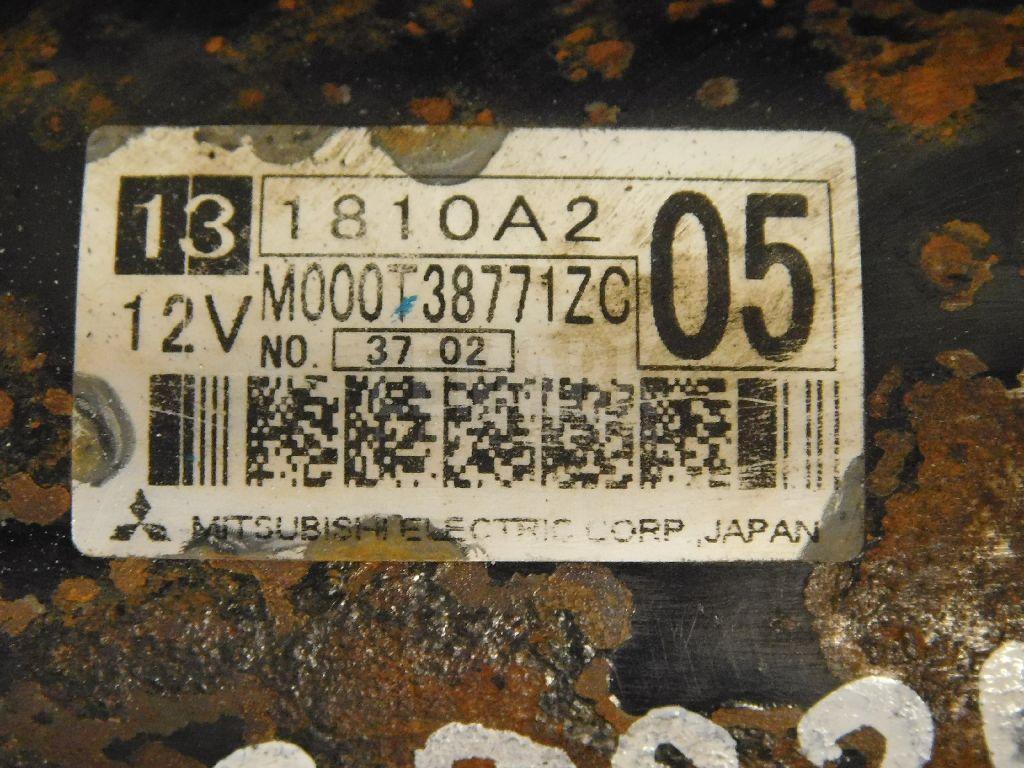 13 1810A2 05
12V M000T38771ZC
NO. 37 02
MITSUBISHI ELECTRIC CORP. JAPAN